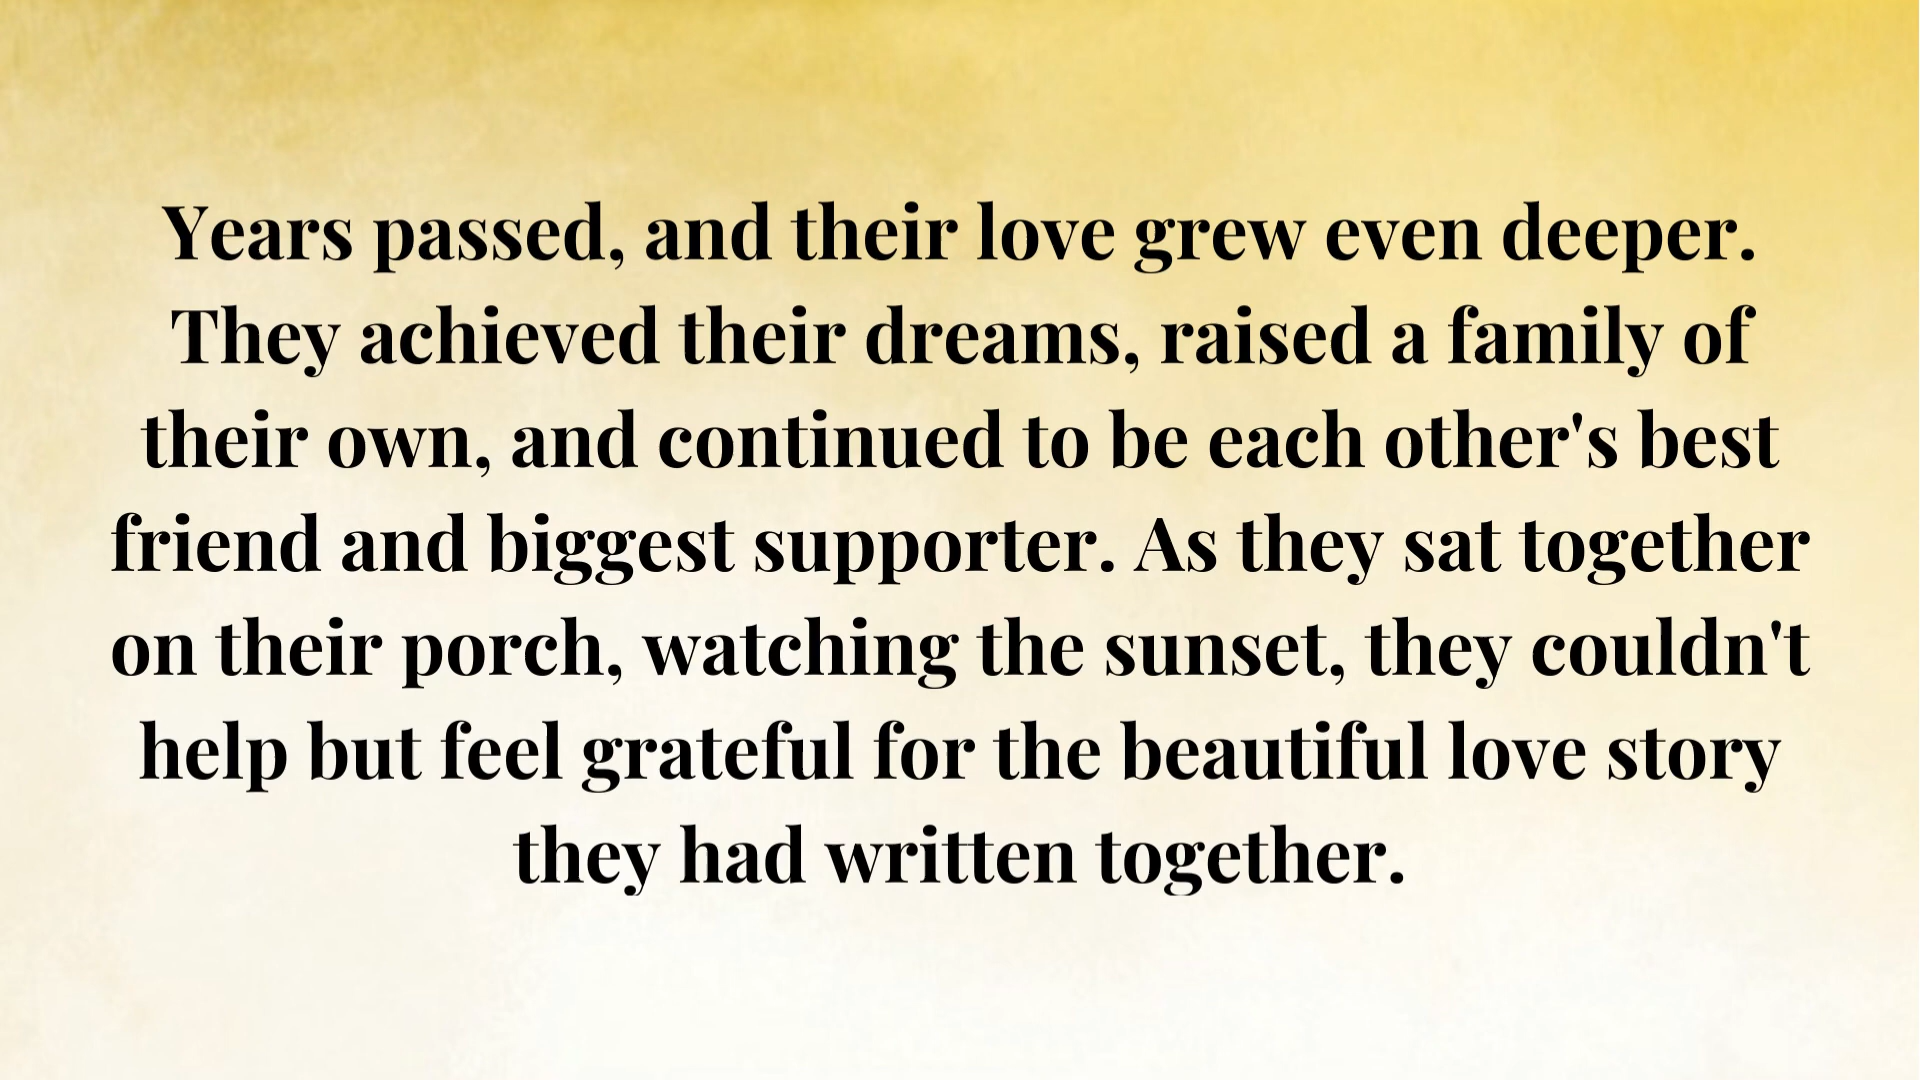 Years passed, and their love grew even deeper.
They achieved their dreams, raised a family of
their own, and continued to be each other's best
friend and biggest supporter. As they sat together
on their porch, watching the sunset, they couldn't
help but feel grateful for the beautiful love story
they had written together.